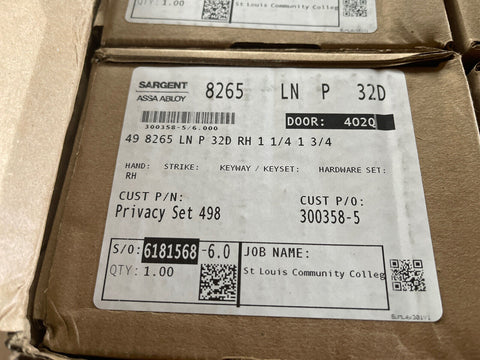 QTY: 1.00
St Louis Community Colleg
SARGENT
ASSA ABLOY
8265 LN P 32D
300358-5/6.000
DOOR: 402Q
49 8265 LN P 32D RH 1 1/4 1 3/4
HAND: STRIKE: KEYWAY / KEYSET: HARDWARE SET:
RH
CUST P/N:
Privacy Set 498
CUST P/O:
300358-5
S/O: 6181568 -6.0
QTY: 1.00
JOB NAME:
St Louis Community Colleg